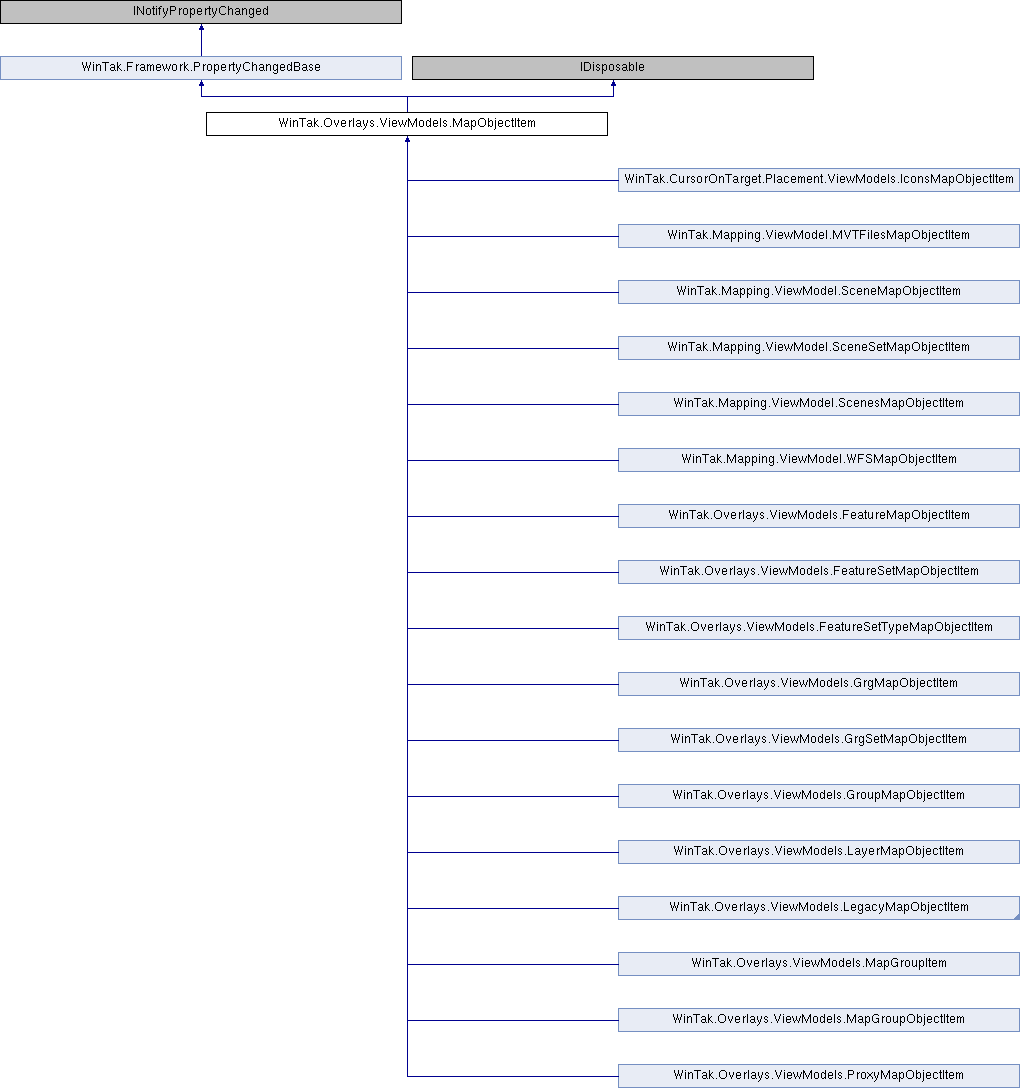 INotifyPropertyChanged
WinTak.Framework.PropertyChangedBase
IDisposable
WinTak.Overlays.ViewModels.MapObjectItem
WinTak.CursorOnTarget.Placement.ViewModels.IconsMapObjectItem
WinTak.Mapping.ViewModel.MVTFilesMapObjectItem
WinTak.Mapping.ViewModel.SceneMapObjectItem
WinTak.Mapping.ViewModel.SceneSetMapObjectItem
WinTak.Mapping.ViewModel.ScenesMapObjectItem
WinTak.Mapping.ViewModel.WFSMapObjectItem
WinTak.Overlays.ViewModels.FeatureMapObjectItem
WinTak.Overlays.ViewModels.FeatureSetMapObjectItem
WinTak.Overlays.ViewModels.FeatureSetTypeMapObjectItem
WinTak.Overlays.ViewModels.GrgMapObjectItem
WinTak.Overlays.ViewModels.GrgSetMapObjectItem
WinTak.Overlays.ViewModels.GroupMapObjectItem
WinTak.Overlays.ViewModels.LayerMapObjectItem
WinTak.Overlays.ViewModels.LegacyMapObjectItem
WinTak.Overlays.ViewModels.MapGroupItem
WinTak.Overlays.ViewModels.MapGroupObjectItem
WinTak.Overlays.ViewModels.ProxyMapObjectItem